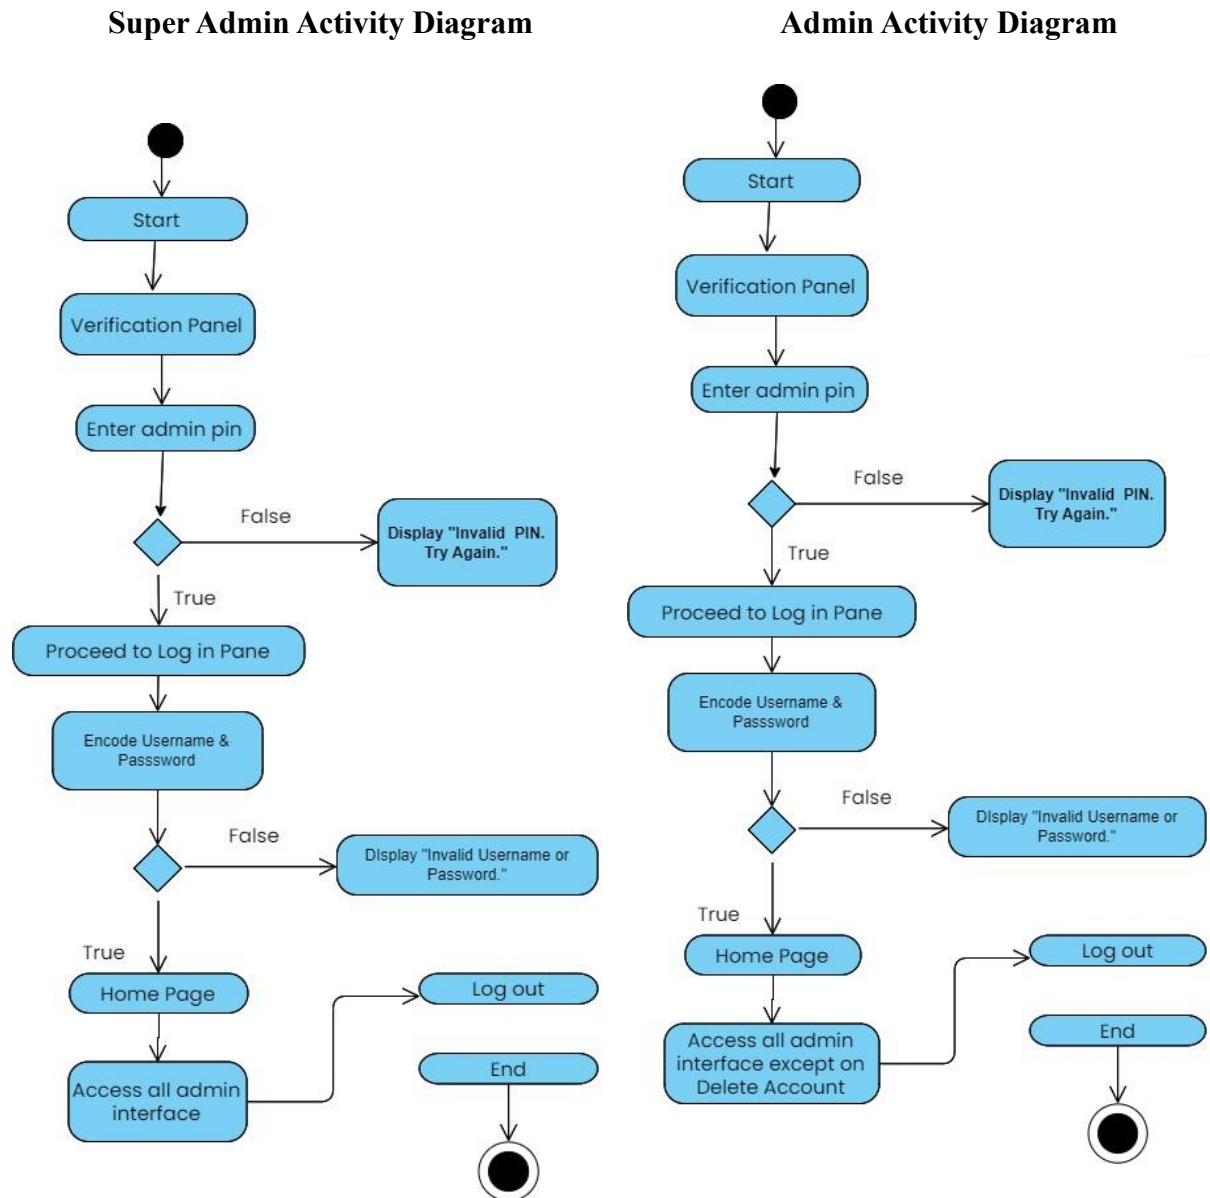 Super Admin Activity Diagram
Start
Verification Panel
Enter admin pin
False
Display "Invalid  PIN.
Try Again."
True
Proceed to Log in Pane
Encode Username &
Passsword
False
DIsplay "Invalid Username or
Password."
True
Home Page
Log out
Access all admin
interface
End
Admin Activity Diagram
Start
Verification Panel
Enter admin pin
False
Display "Invalid  PIN.
Try Again."
True
Proceed to Log in Pane
Encode Username &
Passsword
False
DIsplay "Invalid Username or
Password."
True
Home Page
Log out
Access all admin
interface except on
Delete Account
End